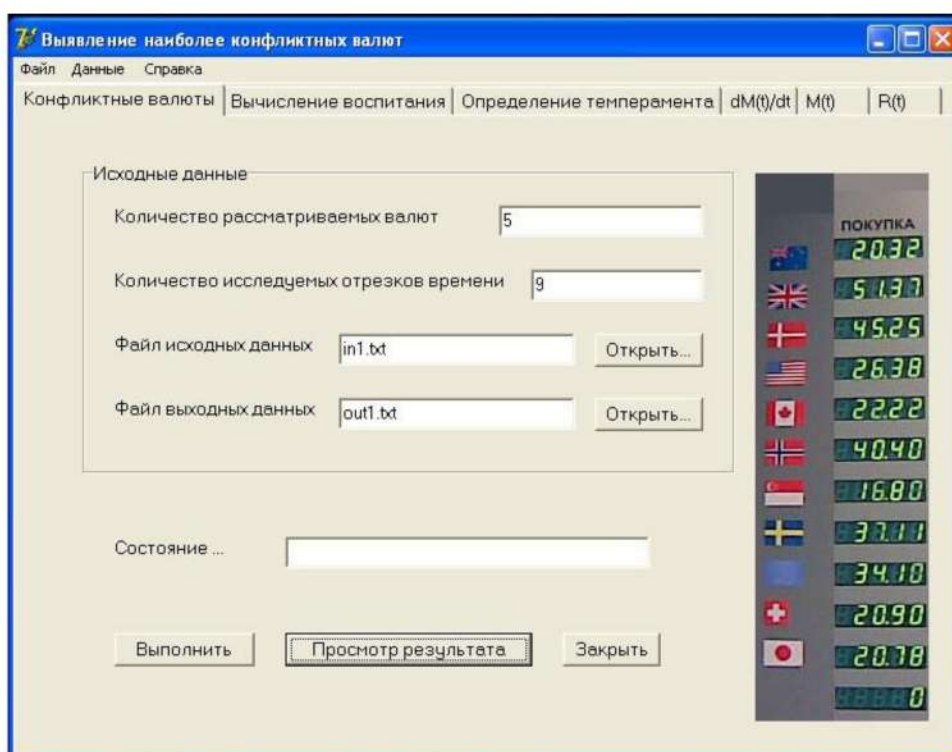 Выявление наиболее конфликтных валют
Файл Данные Справка
Конфликтные валюты Вычисление воспитания Определение темперамента dM(t)/dt M(t) R(t)
Исходные данные
Количество рассматриваемых валют 5
Количество исследуемых отрезков времени 9
Файл исходных данных in1.txt Открыть...
Файл выходных данных out1.txt Открыть...
Состояние ...
Выполнить Просмотр результата Закрыть
ПОКУПКА
20.32
51.37
45.25
26.38
22.22
40.40
16.80
37.11
34.10
20.90
20.78
0